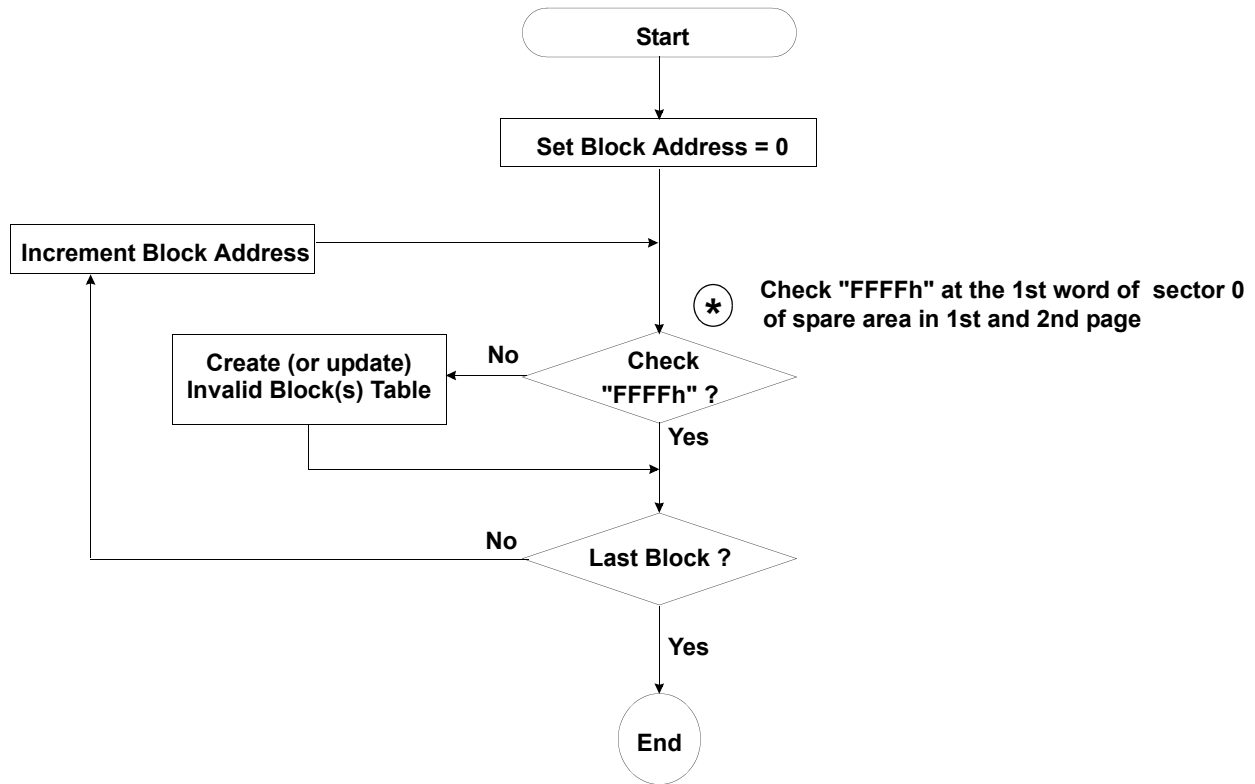 Start
Set Block Address = 0
Increment Block Address
*
Check "FFFFh" at the 1st word of sector 0
of spare area in 1st and 2nd page
Create (or update)
Invalid Block(s) Table
No
Check
"FFFFh" ?
Yes
No
Last Block ?
Yes
End